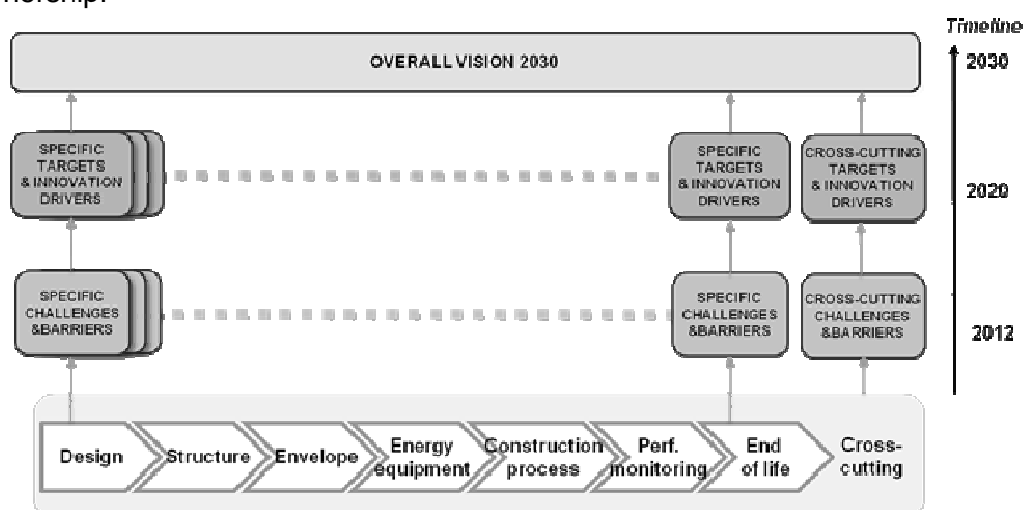 Timeline
2030
OVERALL VISION 2030
SPECIFIC
TARGETS
& INNOVATION
DRIVERS
SPECIFIC
TARGETS
& INNOVATION
DRIVERS
CROSS-CUTTING
TARGETS
& INNOVATION
DRIVERS
2020
SPECIFIC
CHALLENGES
&BARRIERS
SPECIFIC
CHALLENGES
&BARRIERS
CROSS-CUTTING
CHALLENGES
&BARRIERS
2012
Design
Structure
Envelope
Energy
equipment
Construction
process
Perf.
monitoring
End
of life
Cross-
cutting